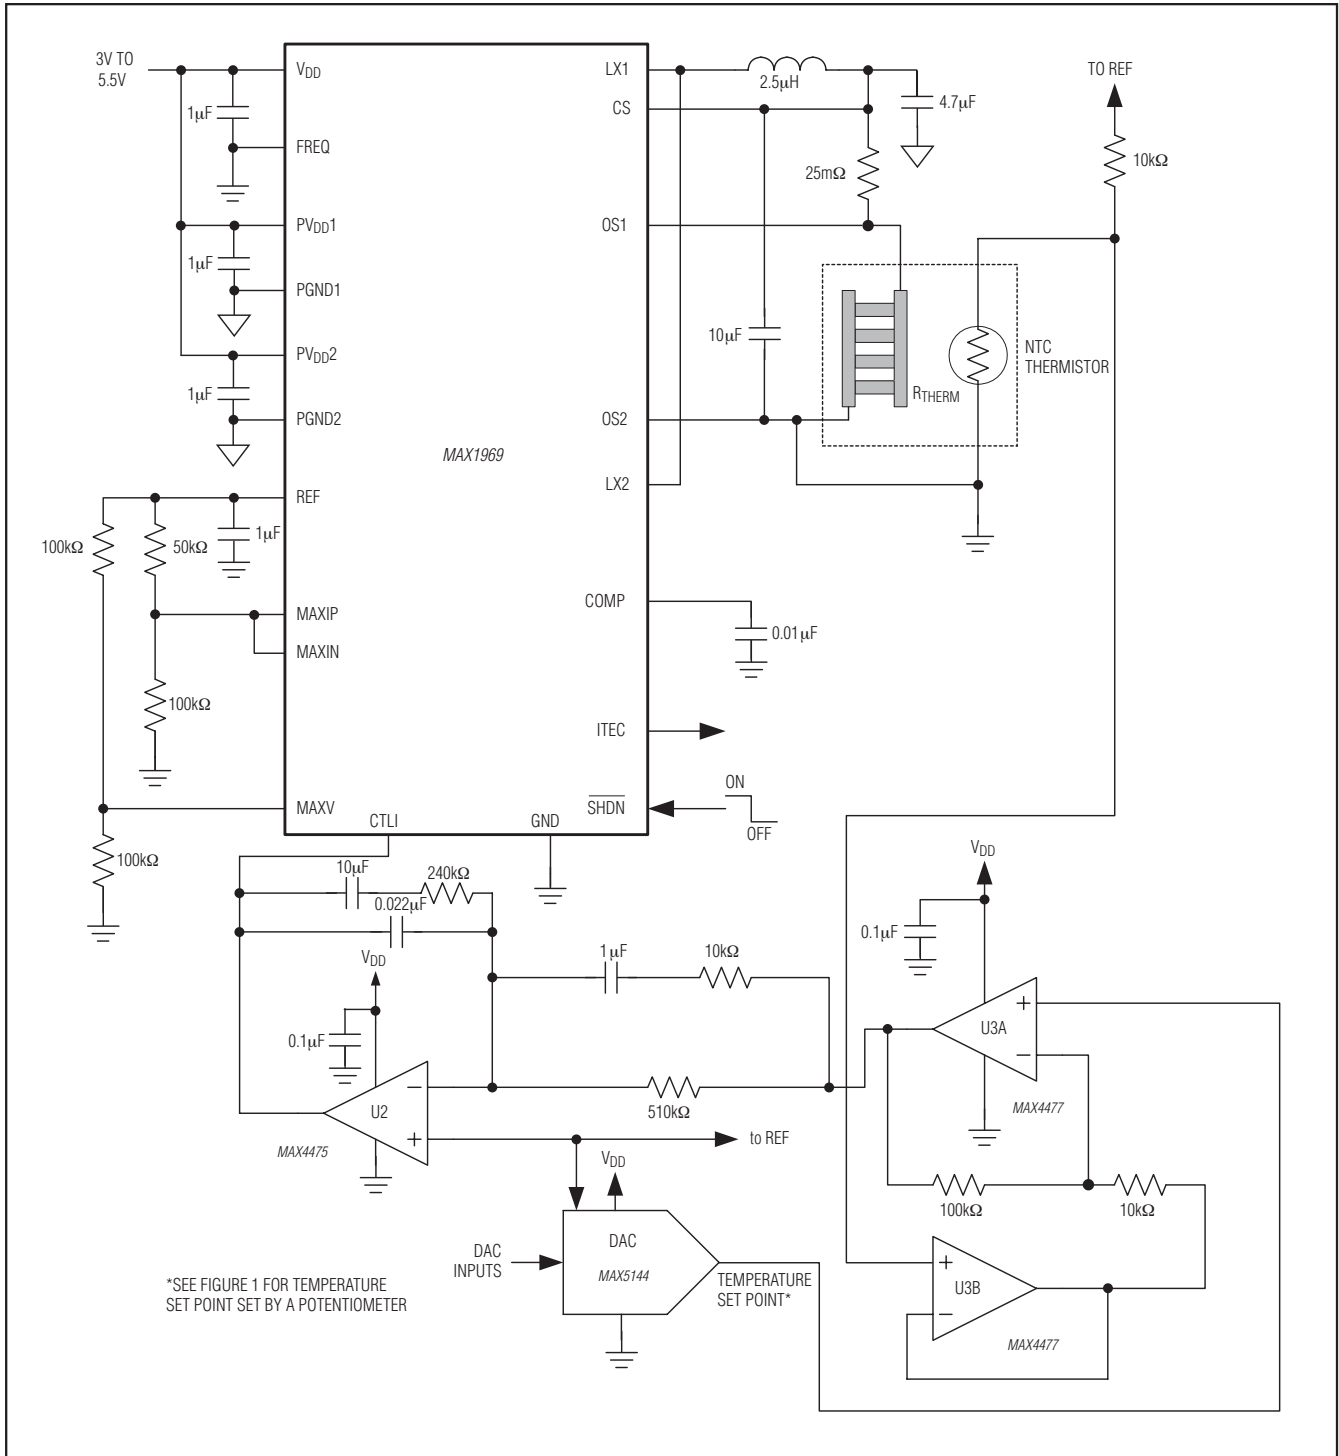 3V TO
5.5V
VDD
LX1
2.5µH
4.7µF
TO REF
1µF
CS
10kΩ
FREQ
25mΩ
PVDD1
OS1
1µF
PGND1
10µF
NTC
THERMISTOR
PVDD2
1µF
RTHERM
PGND2
OS2
MAX1969
LX2
REF
1µF
100kΩ
50kΩ
COMP
0.01µF
MAXIP
MAXIN
100kΩ
ITEC
ON
MAXV
SHDN
OFF
CTLI
GND
100kΩ
10µF
240kΩ
0.022µF
VDD
VDD
0.1µF
1µF
10kΩ
0.1µF
+
U3A
−
MAX4477
−
U2
+
510kΩ
MAX4475
to REF
VDD
100kΩ
10kΩ
DAC
INPUTS
DAC
MAX5144
TEMPERATURE
SET POINT*
+
U3B
−
MAX4477
*SEE FIGURE 1 FOR TEMPERATURE
SET POINT SET BY A POTENTIOMETER